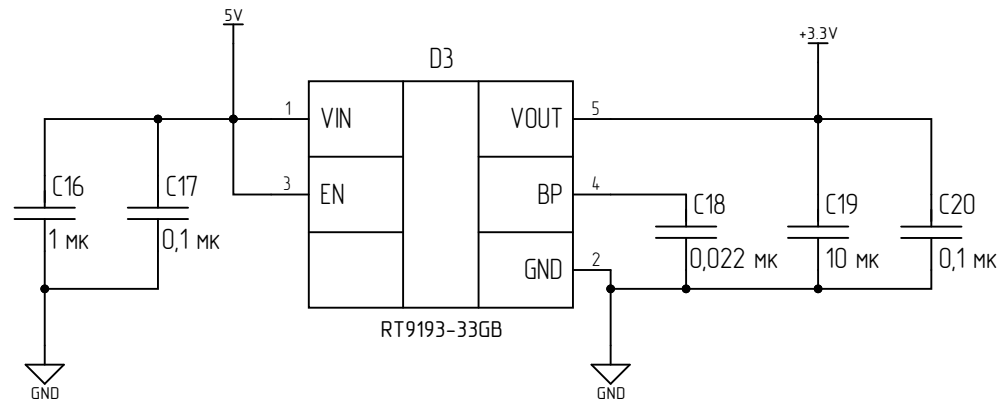 5V
+3.3V
D3
1
VIN
VOUT
5
3
EN
BP
4
C16
C17
C18
C19
C20
1 мк
0,1 мк
0,022 мк
10 мк
0,1 мк
GND
2
RT9193-33GB
GND
GND